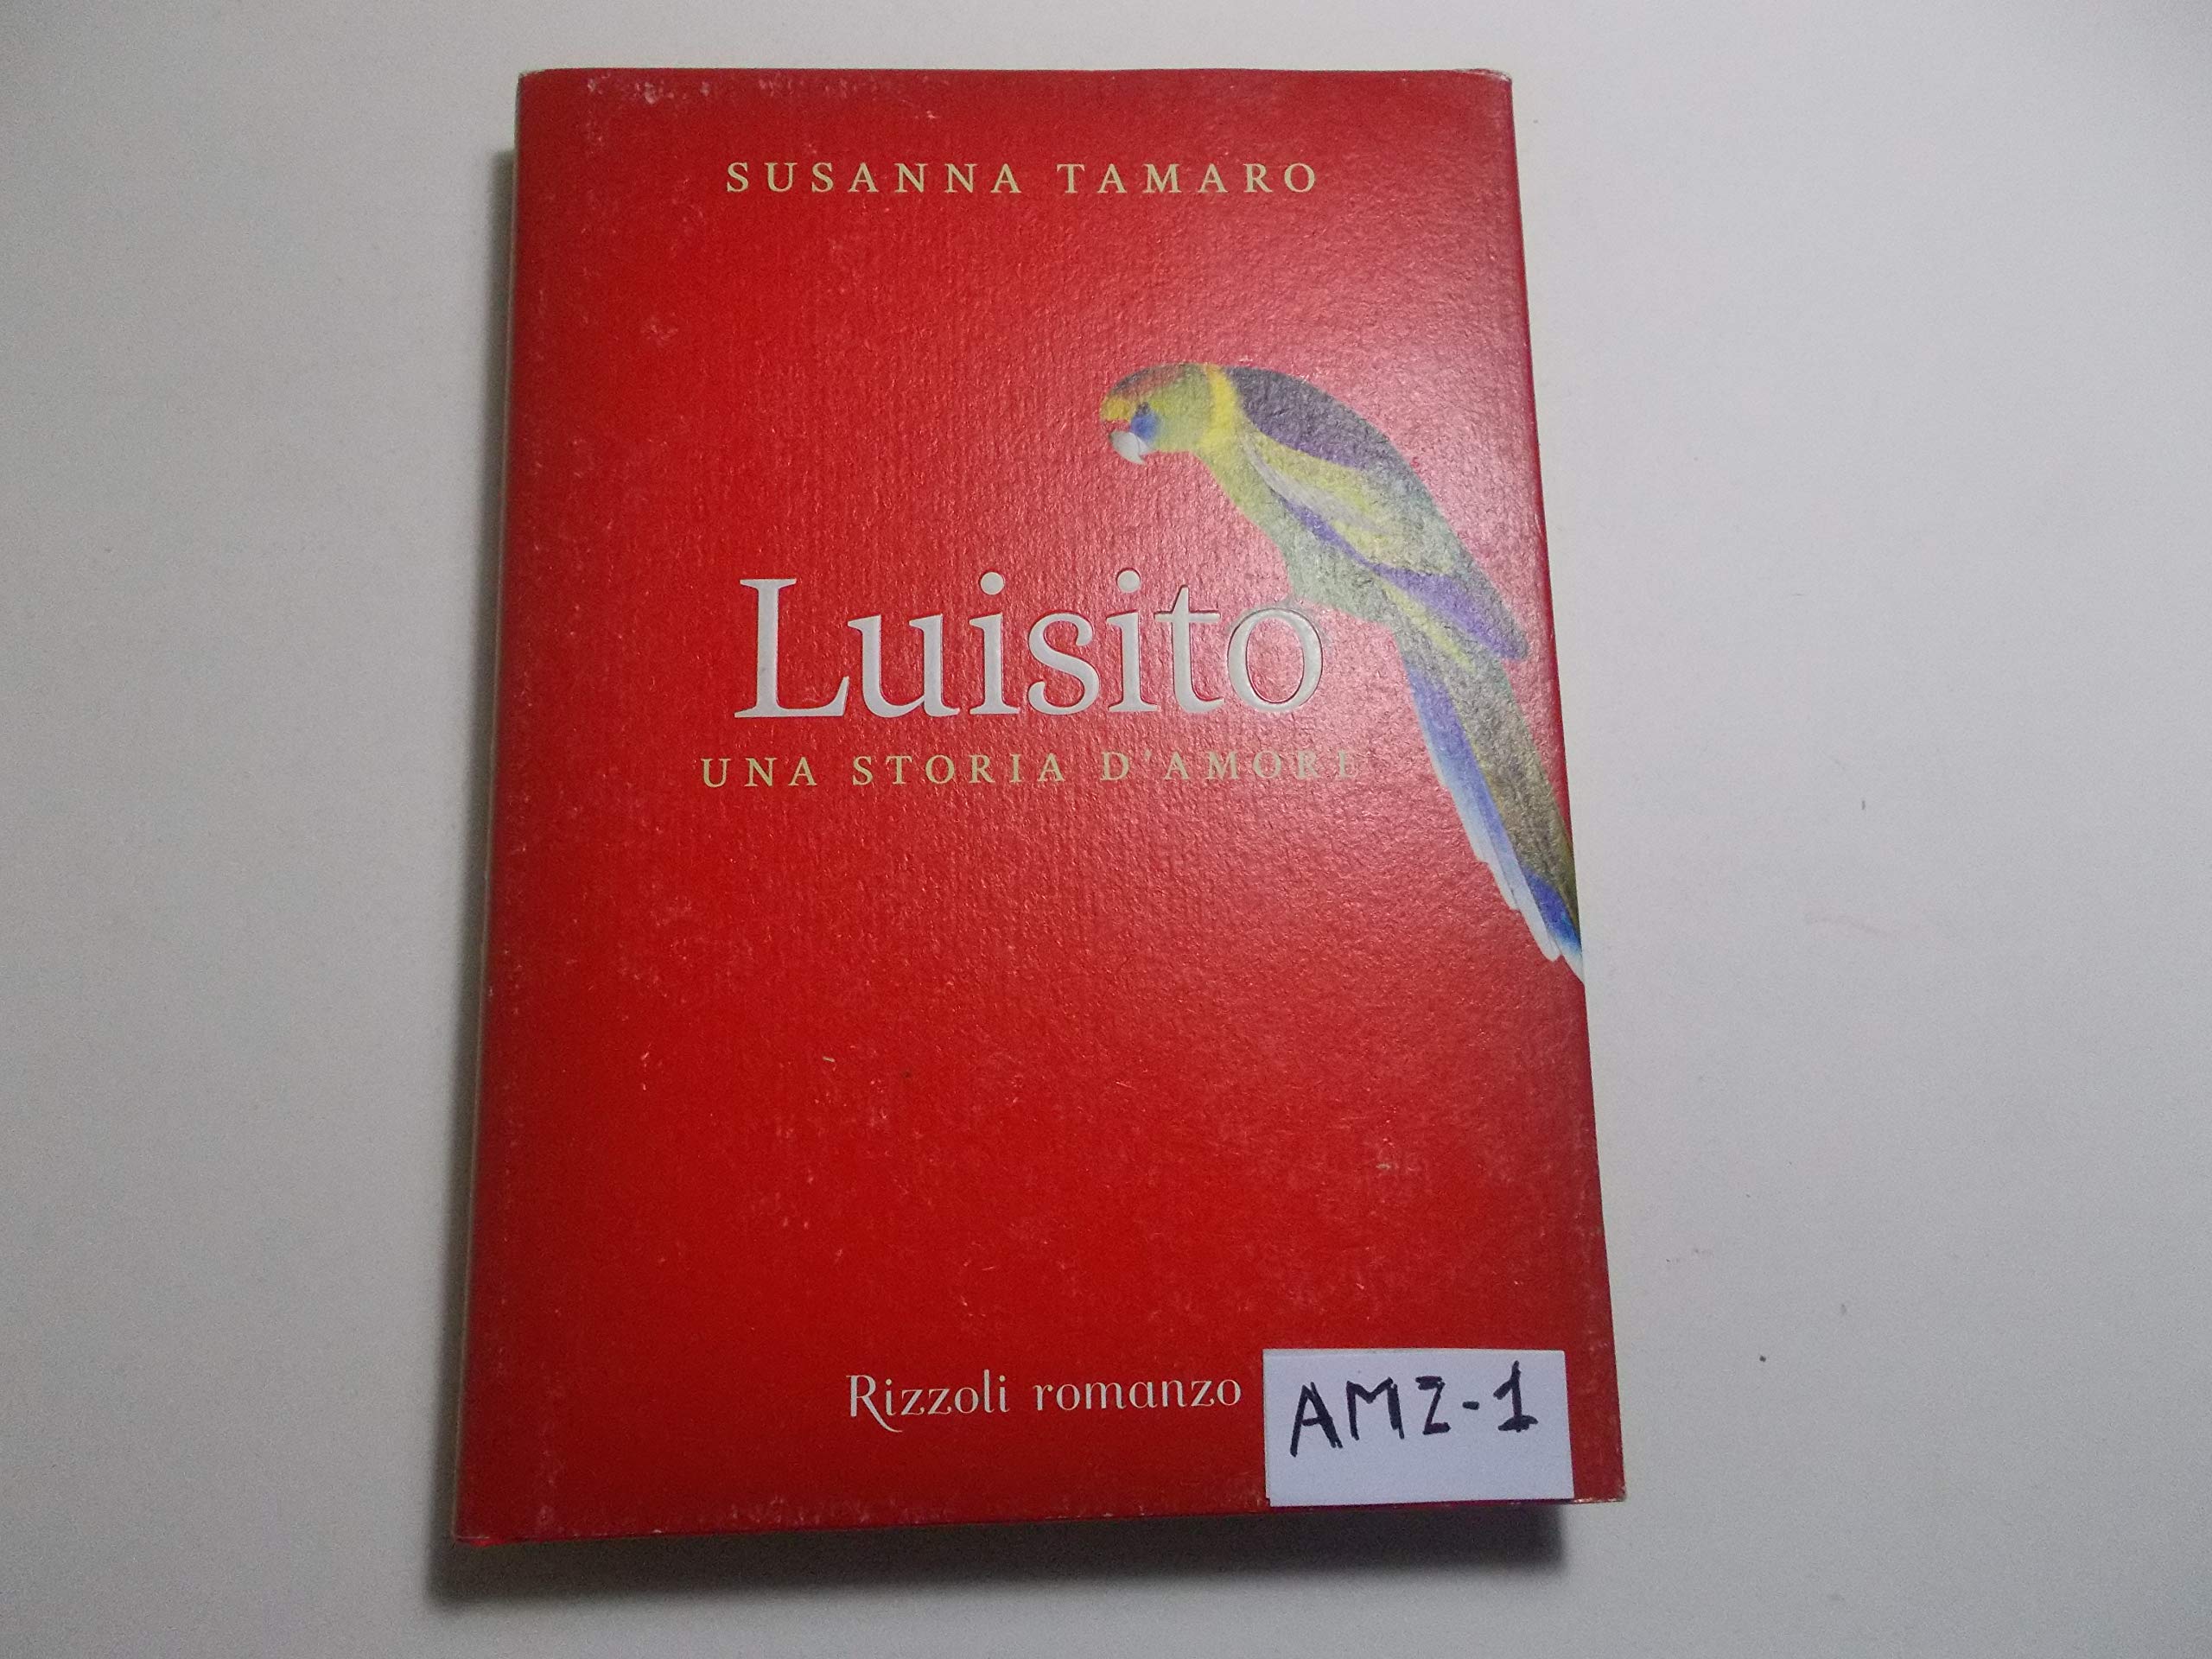 SUSANNA TAMARO
Luisito
UNA STORIA D'AMORE
Rizzoli romanzo
AMZ-1